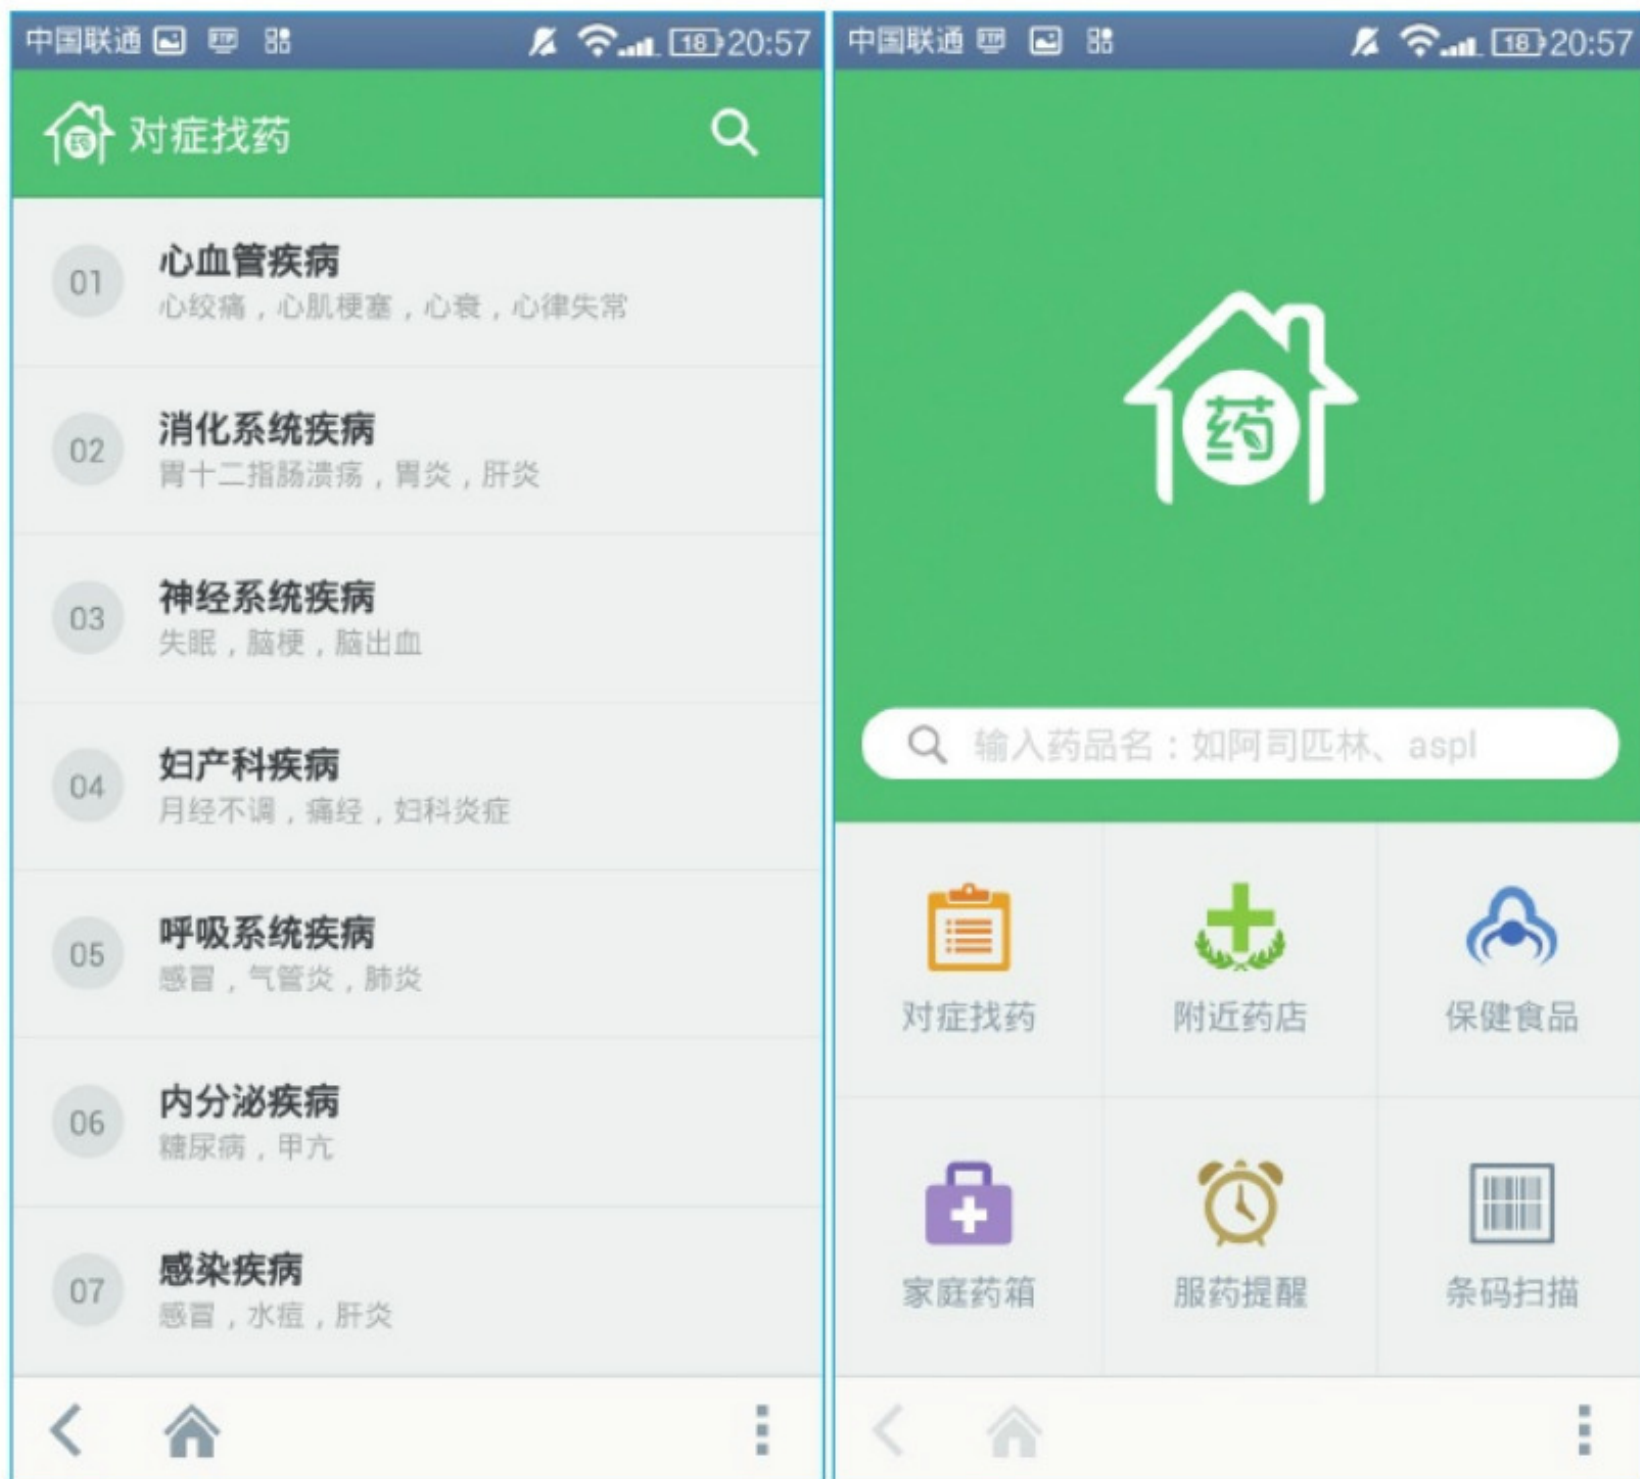 中国联通 18 20:57
药 对症找药
01
心血管疾病
心绞痛，心肌梗塞，心衰，心律失常
02
消化系统疾病
胃十二指肠溃疡，胃炎，肝炎
03
神经系统疾病
失眠，脑梗，脑出血
04
妇产科疾病
月经不调，痛经，妇科炎症
05
呼吸系统疾病
感冒，气管炎，肺炎
06
内分泌疾病
糖尿病，甲亢
07
感染疾病
感冒，水痘，肝炎
中国联通 18 20:57
药
输入药品名：如阿司匹林、aspl
对症找药 附近药店 保健食品
家庭药箱 服药提醒 条码扫描